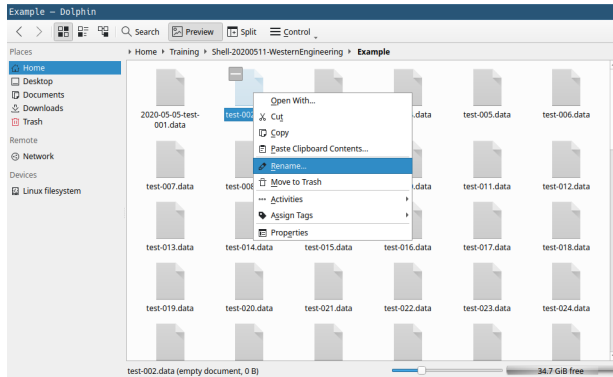 Example — Dolphin
Search Preview Split Control
Places
Home
Desktop
Documents
Downloads
Trash
Remote
Network
Devices
Linux filesystem
Home Training Shell-20200511-WesternEngineering Example
2020-05-05-test-
001.data
test-002
.data
test-005.data
test-006.data
Open With...
Cut
Copy
Paste Clipboard Contents...
Rename...
Move to Trash
Activities
Assign Tags
Properties
test-007.data
test-008
.data
test-011.data
test-012.data
test-013.data
test-014.data
test-015.data
test-016.data
test-017.data
test-018.data
test-019.data
test-020.data
test-021.data
test-022.data
test-023.data
test-024.data
test-002.data (empty document, 0 B)
34.7 GiB free